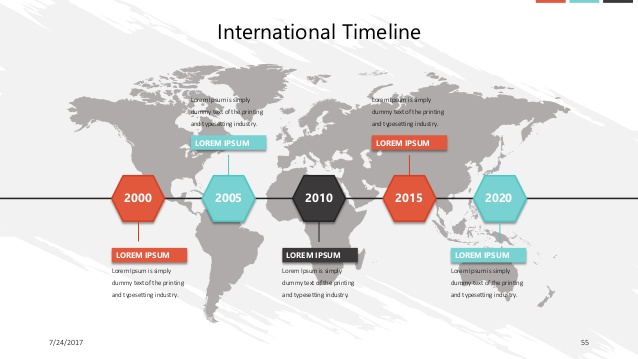 International Timeline
Lorem Ipsum is simply
dummy text of the printing
and typesetting industry.
LOREM IPSUM
Lorem Ipsum is simply
dummy text of the printing
and typesetting industry.
LOREM IPSUM
2000
2005
2010
2015
2020
LOREM IPSUM
Lorem Ipsum is simply
dummy text of the printing
and typesetting industry.
LOREM IPSUM
Lorem Ipsum is simply
dummy text of the printing
and typesetting industry.
LOREM IPSUM
Lorem Ipsum is simply
dummy text of the printing
and typesetting industry.
7/24/2017
55